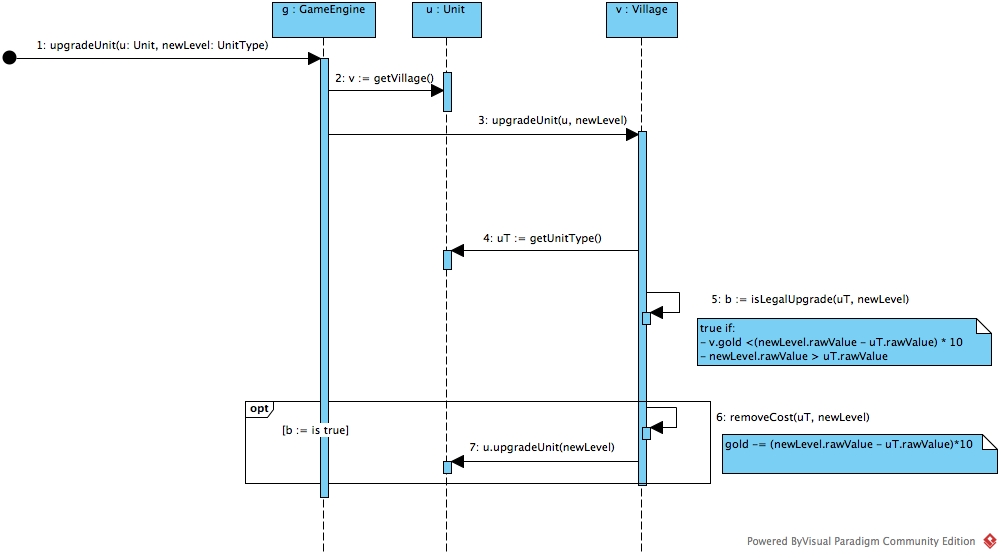 g : GameEngine
u : Unit
v : Village
1: upgradeUnit(u: Unit, newLevel: UnitType)
2: v := getVillage()
3: upgradeUnit(u, newLevel)
4: uT := getUnitType()
5: b := isLegalUpgrade(uT, newLevel)
true if:
- v.gold <(newLevel.rawValue - uT.rawValue) * 10
- newLevel.rawValue > uT.rawValue
opt
[b := is true]
6: removeCost(uT, newLevel)
gold -= (newLevel.rawValue - uT.rawValue)*10
7: u.upgradeUnit(newLevel)
Powered ByVisual Paradigm Community Edition